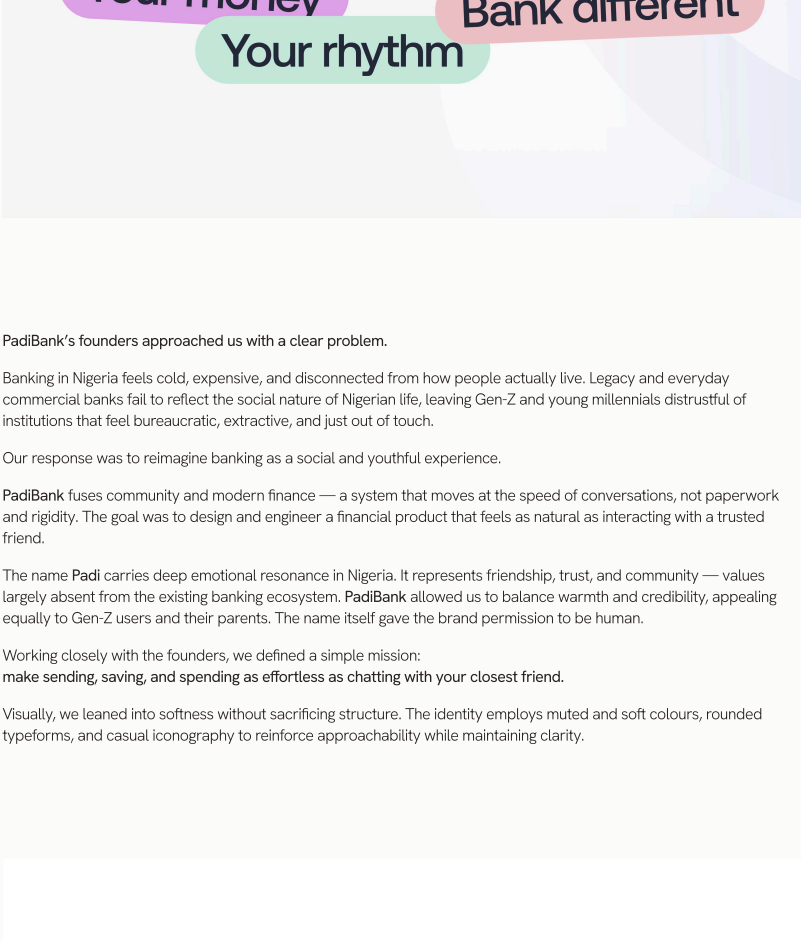 Your money
Bank different
Your rhythm
PadiBank’s founders approached us with a clear problem.
Banking in Nigeria feels cold, expensive, and disconnected from how people actually live. Legacy and everyday
commercial banks fail to reflect the social nature of Nigerian life, leaving Gen-Z and young millennials distrustful of
institutions that feel bureaucratic, extractive, and just out of touch.
Our response was to reimagine banking as a social and youthful experience.
PadiBank fuses community and modern finance — a system that moves at the speed of conversations, not paperwork
and rigidity. The goal was to design and engineer a financial product that feels as natural as interacting with a trusted
friend.
The name Padi carries deep emotional resonance in Nigeria. It represents friendship, trust, and community — values
largely absent from the existing banking ecosystem. PadiBank allowed us to balance warmth and credibility, appealing
equally to Gen-Z users and their parents. The name itself gave the brand permission to be human.
Working closely with the founders, we defined a simple mission:
make sending, saving, and spending as effortless as chatting with your closest friend.
Visually, we leaned into softness without sacrificing structure. The identity employs muted and soft colours, rounded
typeforms, and casual iconography to reinforce approachability while maintaining clarity.